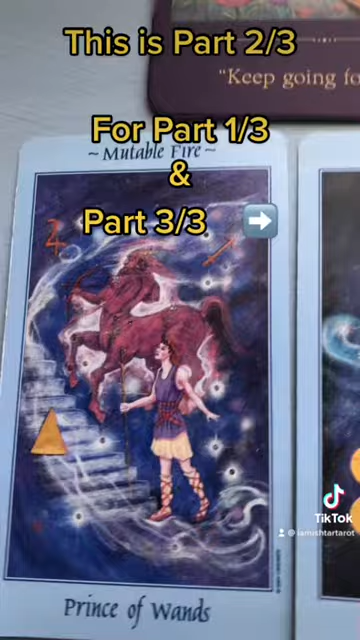 This is Part 2/3
"Keep going fo
For Part 1/3
~ Mutable Fire ~
&
Part 3/3
TikTok
@ iamishtartarot
Prince of Wands